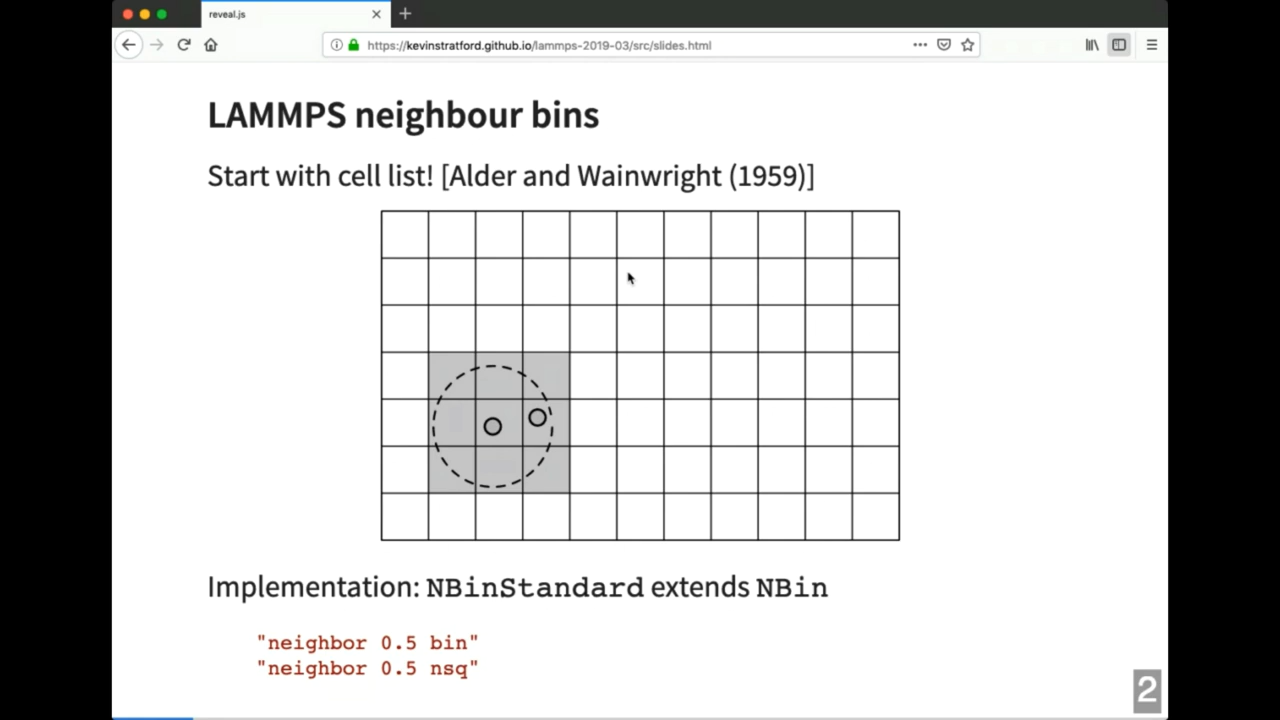 reveal.js
https://kevinstratford.github.io/lammps-2019-03/src/slides.html
LAMMPS neighbour bins
Start with cell list! [Alder and Wainwright (1959)]
Implementation: NBinStandard extends NBin
"neighbor 0.5 bin"
"neighbor 0.5 nsq"
2